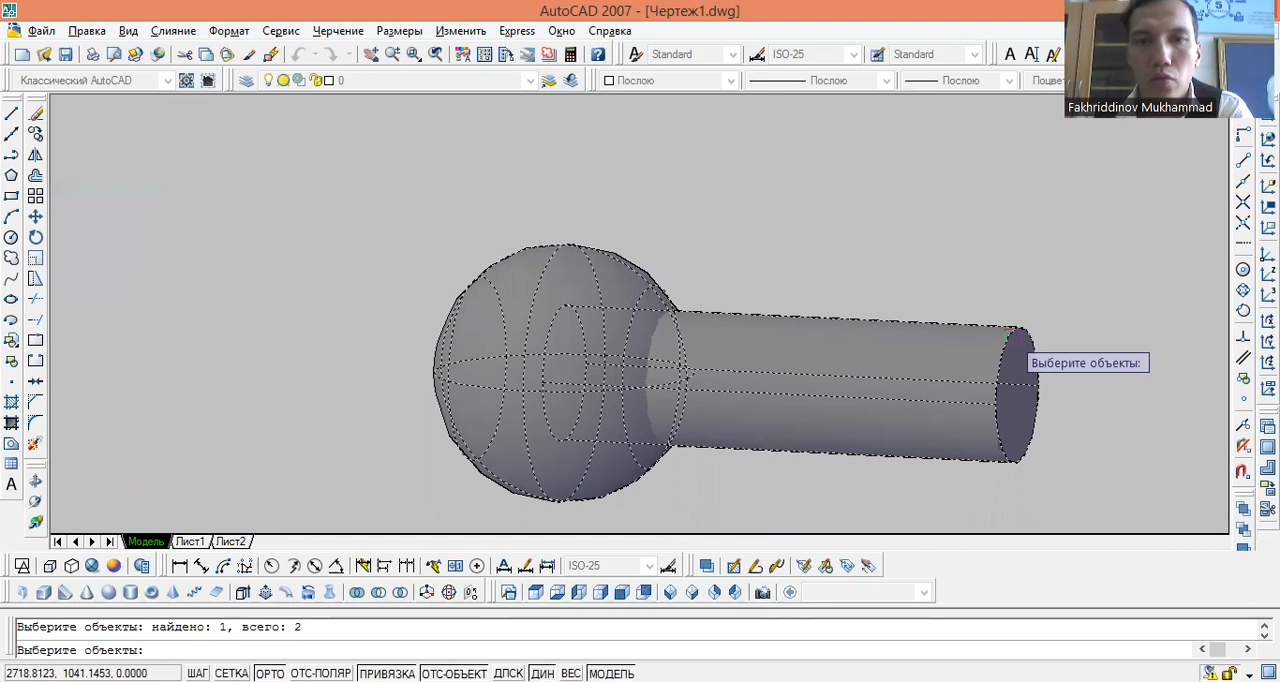 AutoCAD 2007 - [Чертеж1.dwg]
Файл Правка Вид Слияние Формат Сервис Черчение Размеры Изменить Express Окно Справка
Standard ISO-25 Standard
Классический AutoCAD 0 Послою Послою Послою Поцвету
Fakhriddinov Mukhammad
Выберите объекты:
A
Модель Лист1 Лист2
ISO-25
Выберите объекты: найдено: 1, всего: 2
Выберите объекты:
2718.8123, 1041.1453, 0.0000 ШАГ СЕТКА ОРТО ОТС-ПОЛЯР ПРИВЯЗКА ОТС-ОБЪЕКТ ДПСК ДИН ВЕС МОДЕЛЬ